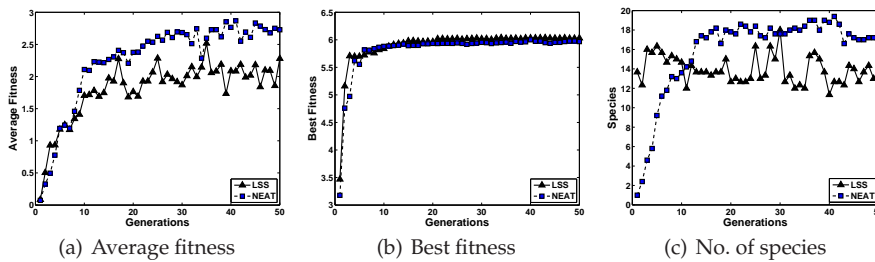 3
2.5
2
1.5
1
0.5
0
0 10 20 30 40 50
Average Fitness
Generations
LSS
NEAT
(a) Average fitness
6.5
6
5.5
5
4.5
4
3.5
3
0 10 20 30 40 50
Best Fitness
Generations
LSS
NEAT
(b) Best fitness
20
18
16
14
12
10
8
6
4
2
0
0 10 20 30 40 50
Species
Generations
LSS
NEAT
(c) No. of species